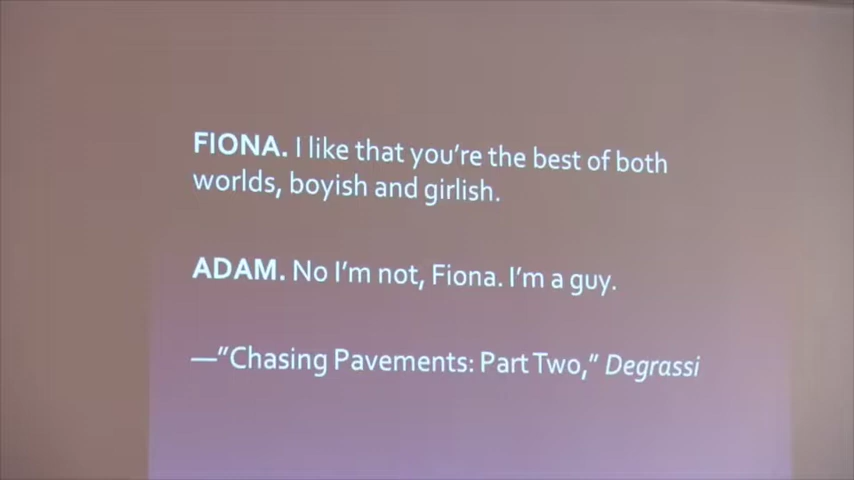 FIONA. I like that you're the best of both
worlds, boyish and girlish.
ADAM. No I'm not, Fiona. I'm a guy.
—"Chasing Pavements: Part Two," Degrassi